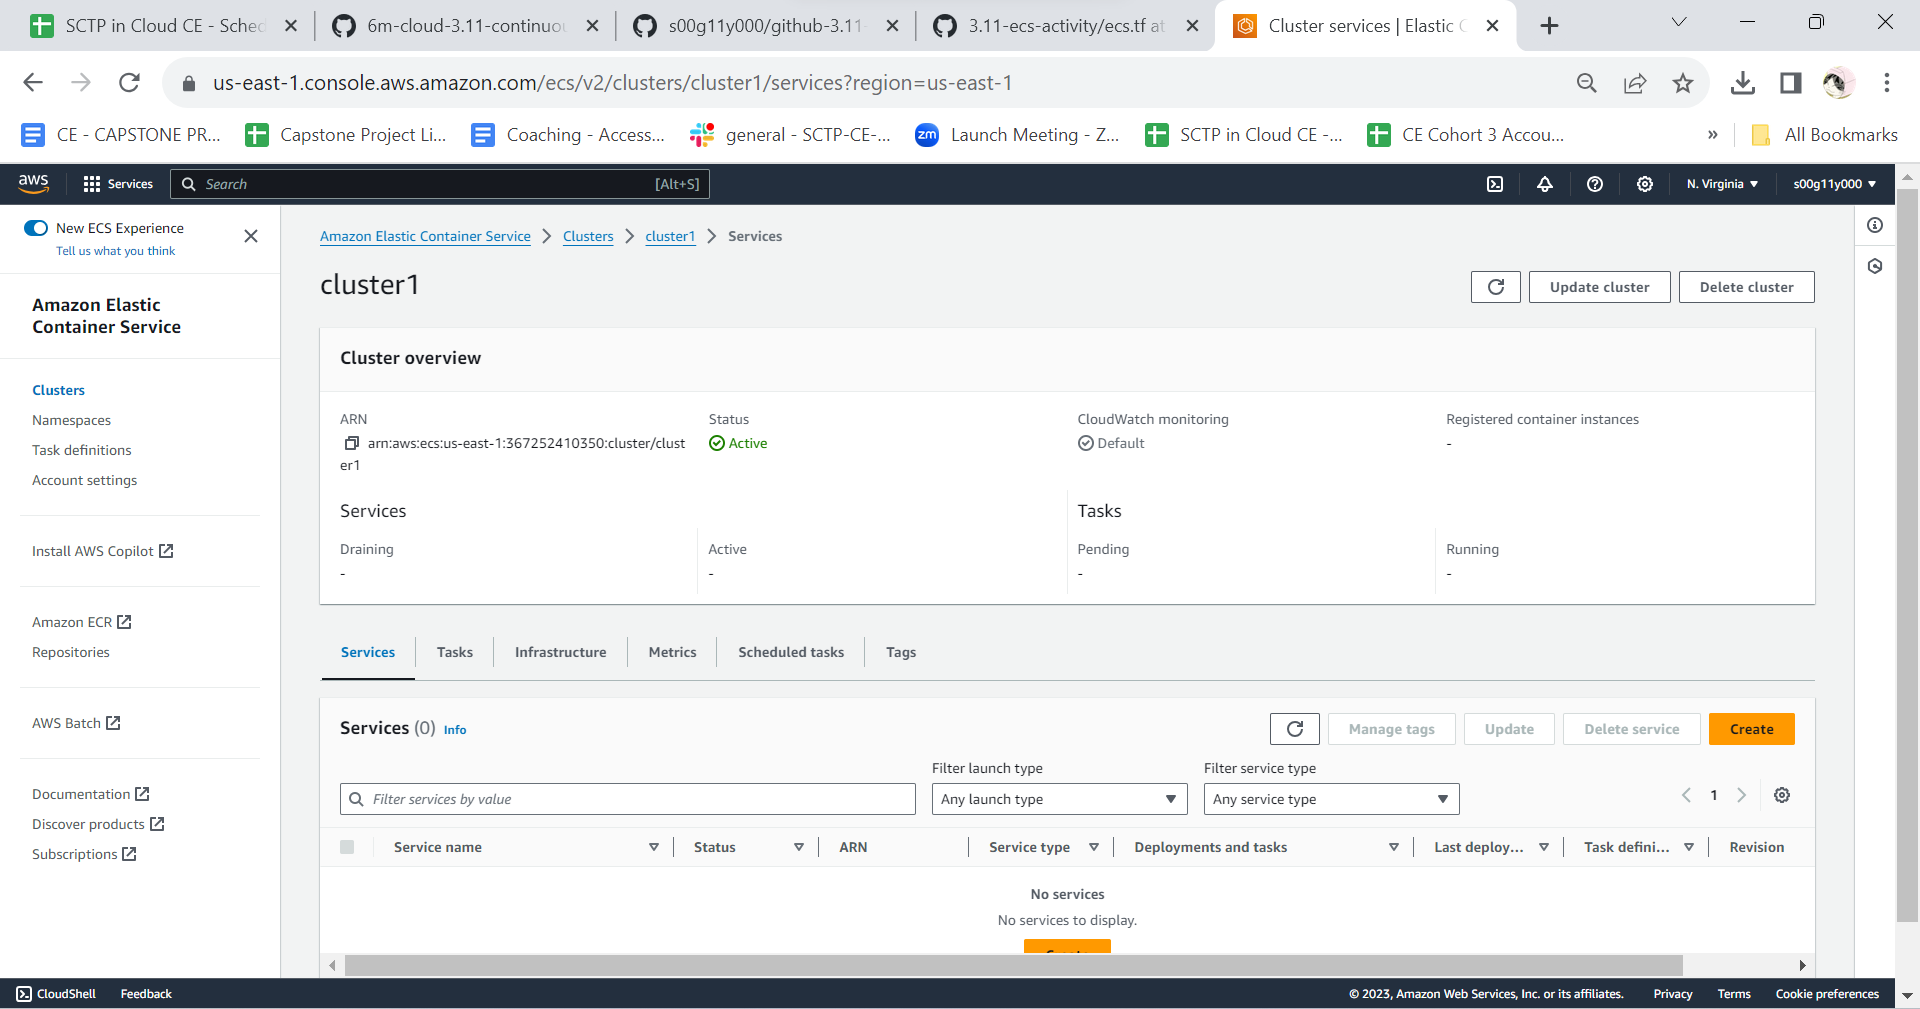 SCTP in Cloud CE - Sched
6m-cloud-3.11-continuou
s00g11y000/github-3.11-
3.11-ecs-activity/ecs.tf at
Cluster services | Elastic C
us-east-1.console.aws.amazon.com/ecs/v2/clusters/cluster1/services?region=us-east-1
CE - CAPSTONE PR...
Capstone Project Li...
Coaching - Access...
general - SCTP-CE-...
zm
Launch Meeting - Z...
SCTP in Cloud CE -...
CE Cohort 3 Accou...
»
All Bookmarks
aws
Services
Search
[Alt+S]
N. Virginia
s00g11y000
New ECS Experience
Tell us what you think
Amazon Elastic
Container Service
Clusters
Namespaces
Task definitions
Account settings
Install AWS Copilot
Amazon ECR
Repositories
AWS Batch
Documentation
Discover products
Subscriptions
Amazon Elastic Container Service
Clusters
cluster1
Services
cluster1
Update cluster
Delete cluster
Cluster overview
ARN
arn:aws:ecs:us-east-1:367252410350:cluster/clust
er1
Status
Active
CloudWatch monitoring
Default
Registered container instances
-
Services
Draining
-
Active
-
Tasks
Pending
-
Running
-
Services
Tasks
Infrastructure
Metrics
Scheduled tasks
Tags
Services (0) Info
Manage tags
Update
Delete service
Create
Filter services by value
Filter launch type
Any launch type
Filter service type
Any service type
1
Service name
Status
ARN
Service type
Deployments and tasks
Last deploy...
Task defini...
Revision
No services
No services to display.
CloudShell
Feedback
© 2023, Amazon Web Services, Inc. or its affiliates.
Privacy
Terms
Cookie preferences